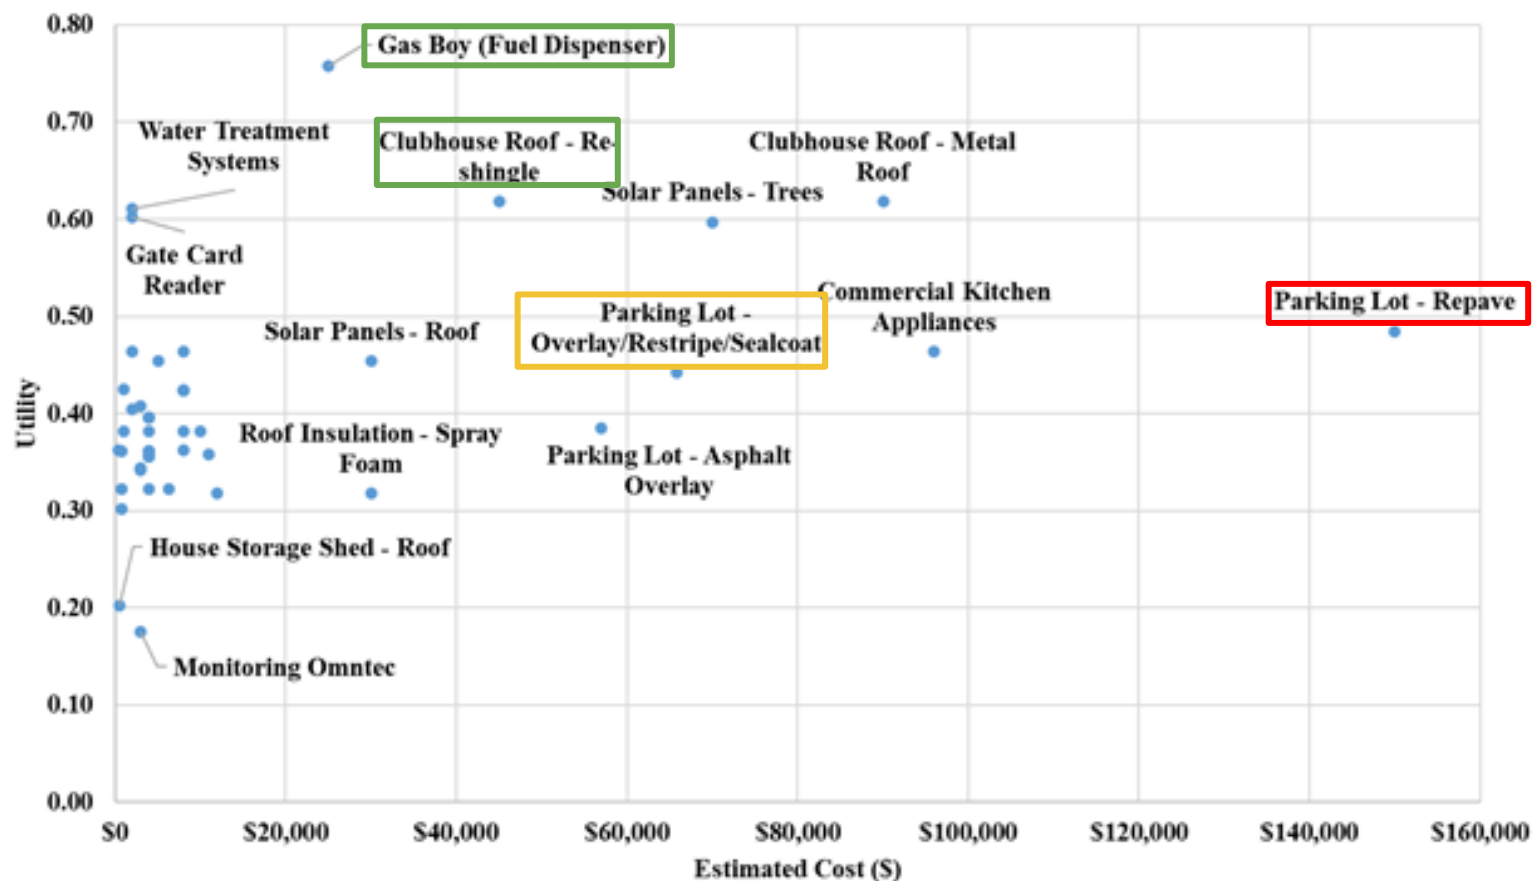 0.80
Gas Boy (Fuel Dispenser)
0.70
Water Treatment
Systems
Clubhouse Roof - Re-
shingle
Clubhouse Roof - Metal
Roof
Solar Panels - Trees
0.60
Gate Card
Reader
0.50
Solar Panels - Roof
Parking Lot -
Overlay/Restripe/Sealcoat
Commercial Kitchen
Appliances
Parking Lot - Repave
Utility
0.40
Roof Insulation - Spray
Foam
Parking Lot - Asphalt
Overlay
0.30
House Storage Shed - Roof
0.20
Monitoring Omntec
0.10
0.00
$0 $20,000 $40,000 $60,000 $80,000 $100,000 $120,000 $140,000 $160,000
Estimated Cost ($)